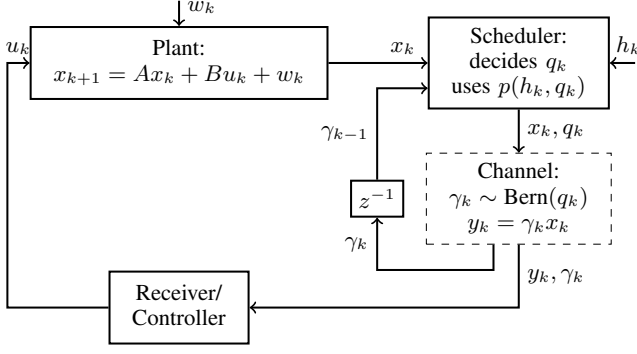 w_k
u_k
Plant:
x_{k+1} = Ax_k + Bu_k + w_k
x_k
Scheduler:
decides q_k
uses p(h_k, q_k)
h_k
γ_{k−1}
x_k, q_k
z^{−1}
Channel:
γ_k ∼ Bern(q_k)
y_k = γ_k x_k
γ_k
y_k, γ_k
Receiver/
Controller